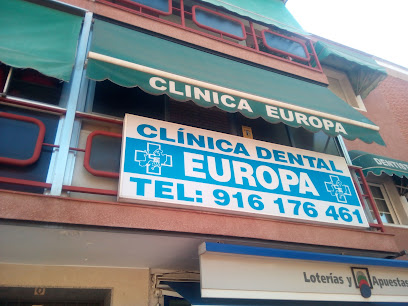 CLINICA EUROPA
CLÍNICA DENTAL
EUROPA
TEL: 916 176 461
Loterías y Apuestas